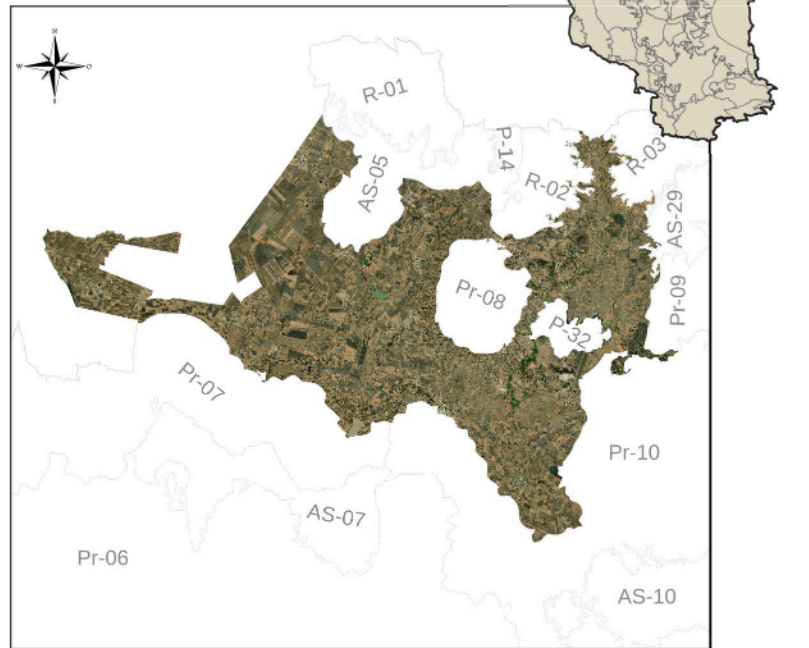 N
W
O
S
R-01
P-14
R-03
AS-05
R-02
AS-29
Pr-08
Pr-09
P-32
Pr-07
Pr-10
AS-07
Pr-06
AS-10